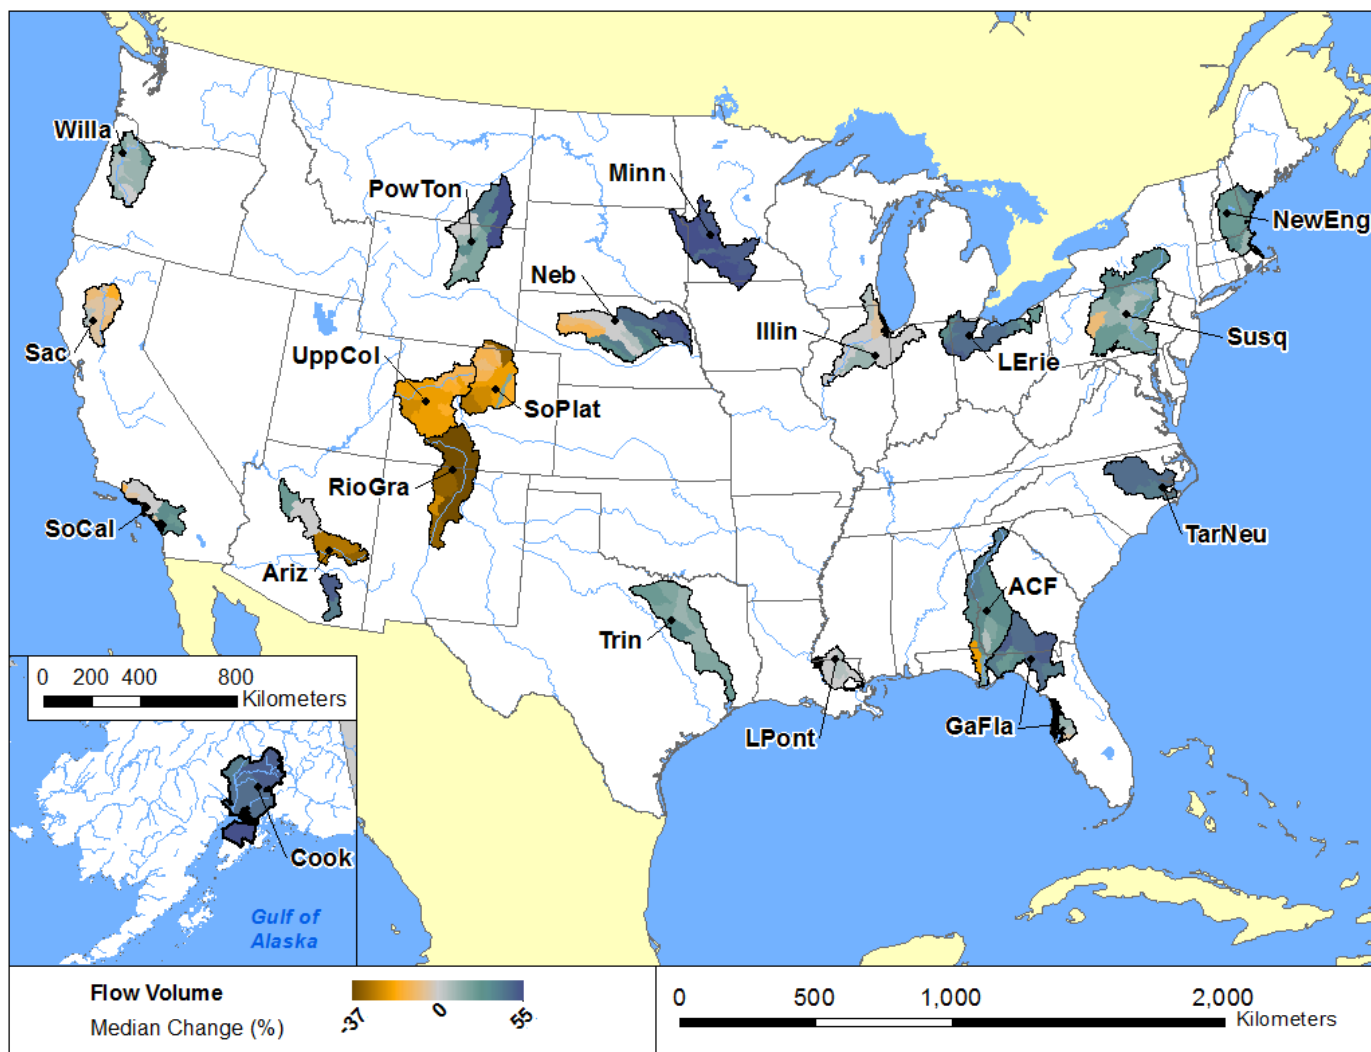 Willa
PowTon
Minn
NewEng
Neb
Illin
Susq
Sac
UppCol
LErie
SoPlat
RioGra
SoCal
TarNeu
Ariz
ACF
Trin
GaFla
LPont
0 200 400 800
Kilometers
Cook
Gulf of
Alaska
Flow Volume
Median Change (%)
-37 0 55
0 500 1,000 2,000
Kilometers